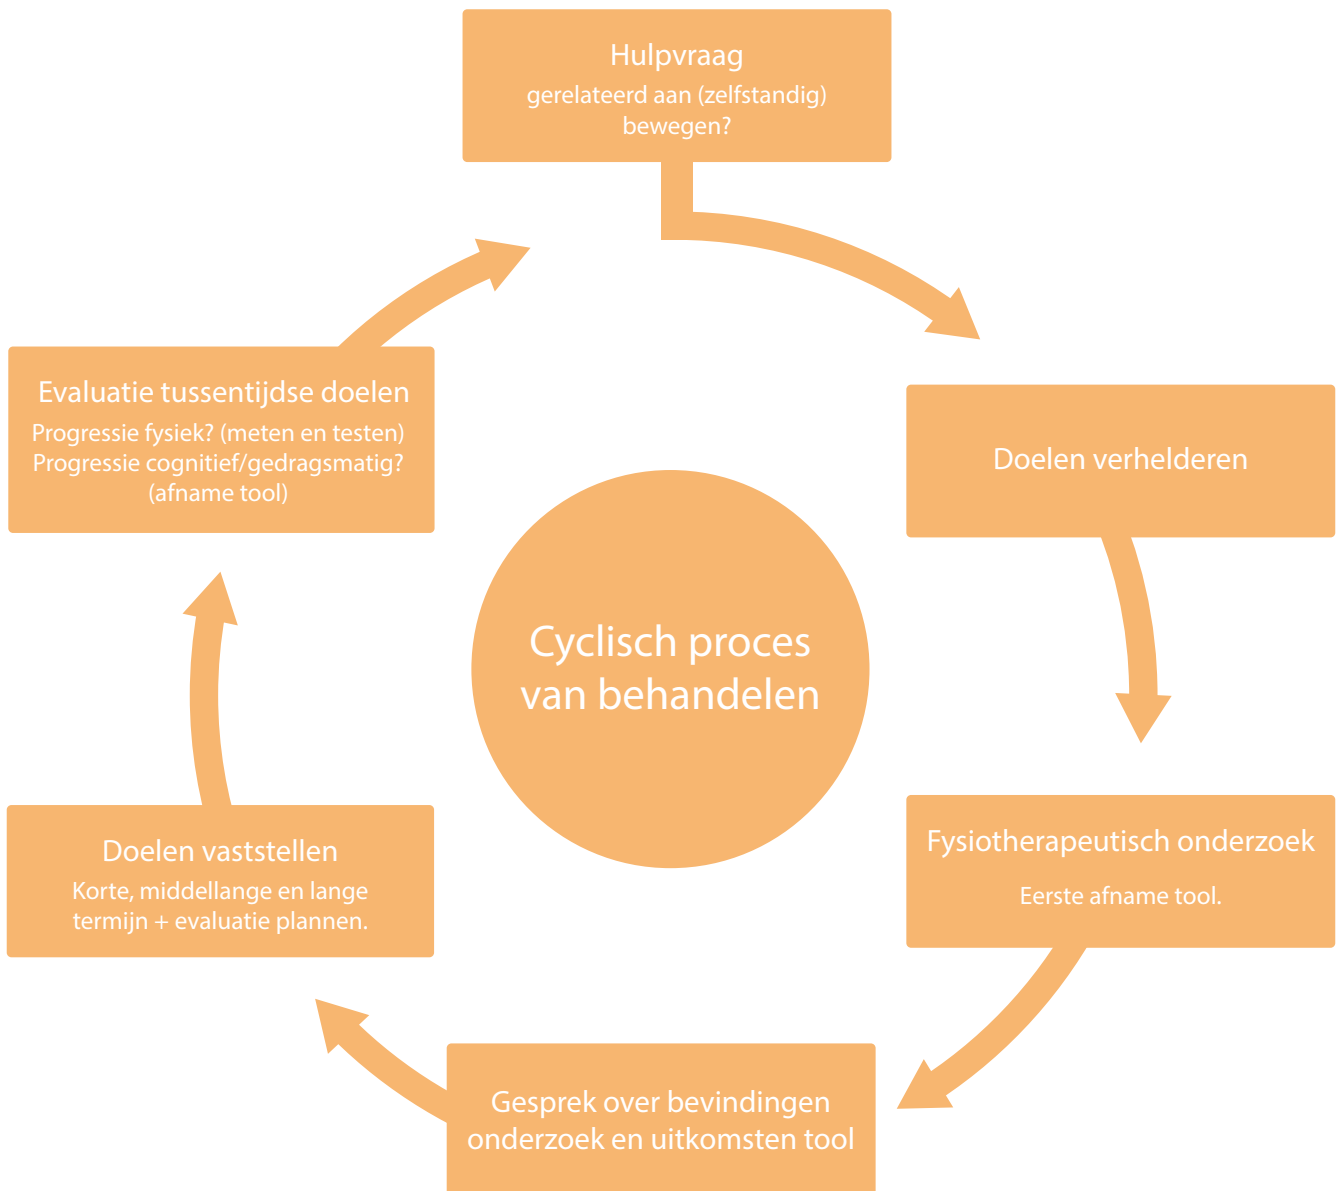 Hulpvraag
gerelateerd aan (zelfstandig)
bewegen?
Doelen verhelderen
Fysiotherapeutisch onderzoek
Eerste afname tool.
Gesprek over bevindingen
onderzoek en uitkomsten tool
Doelen vaststellen
Korte, middellange en lange
termijn + evaluatie plannen.
Evaluatie tussentijdse doelen
Progressie fysiek? (meten en testen)
Progressie cognitief/gedragsmatig?
(afname tool)
Cyclisch proces
van behandelen